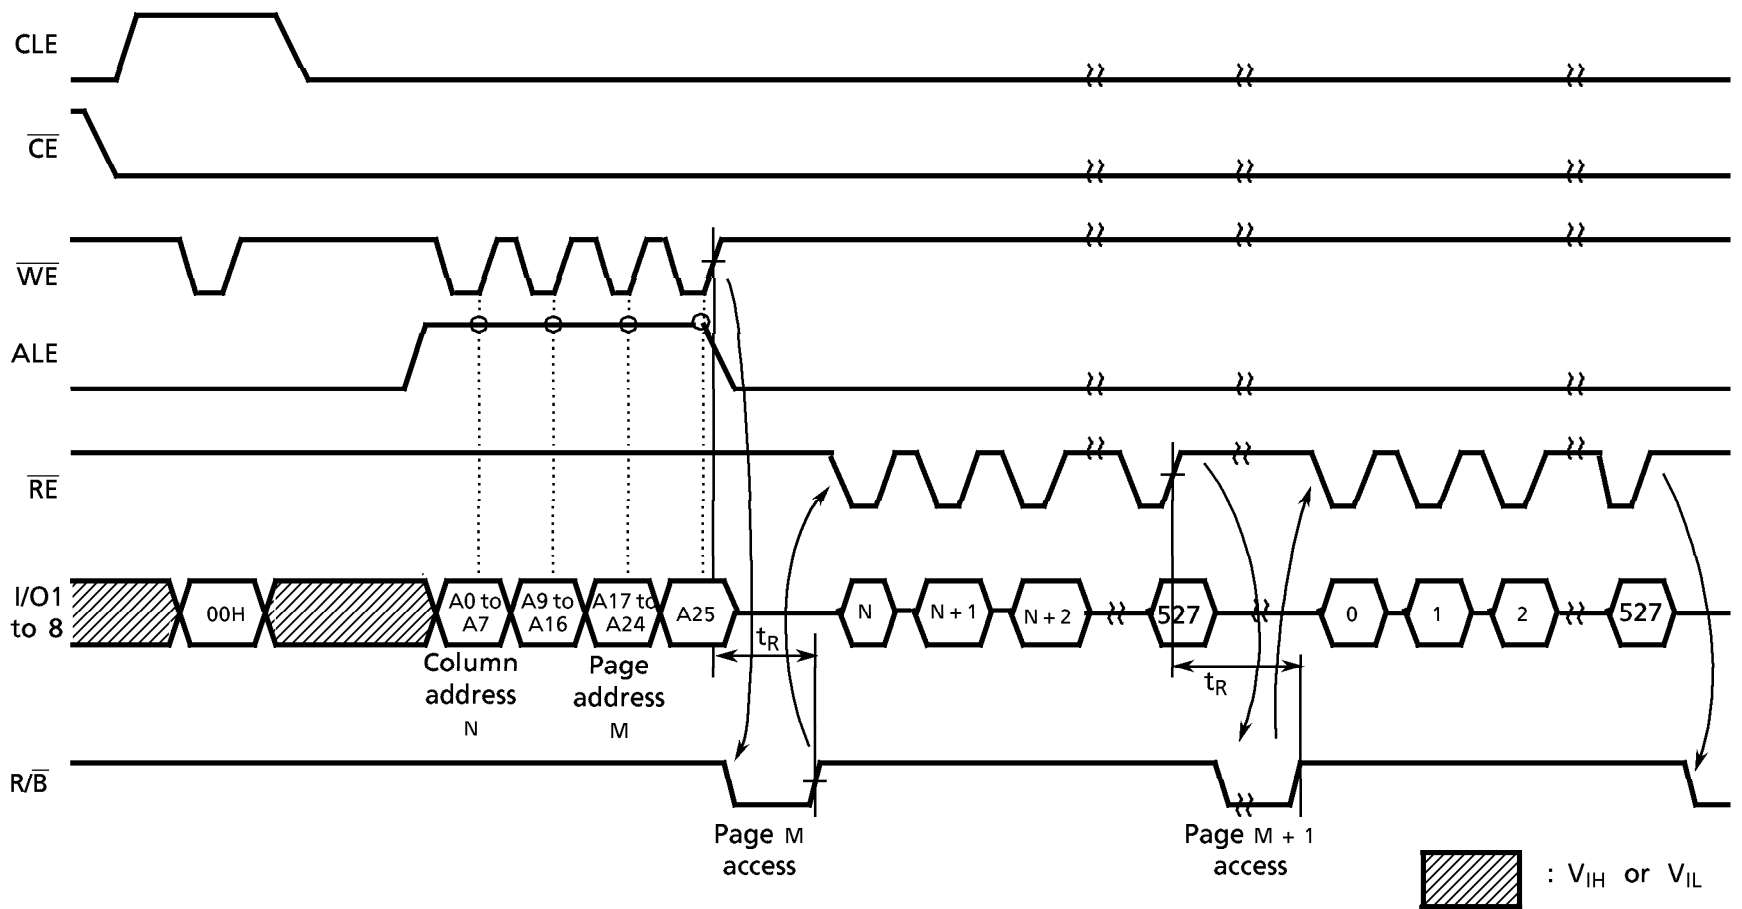 CLE
CE
WE
ALE
RE
I/O1
to 8
00H
A0 to
A7
A9 to
A16
A17 to
A24
A25
N
N + 1
N + 2
527
0
1
2
527
Column
address
N
Page
address
M
tR
tR
R/B
Page M
access
Page M + 1
access
: VIH or VIL